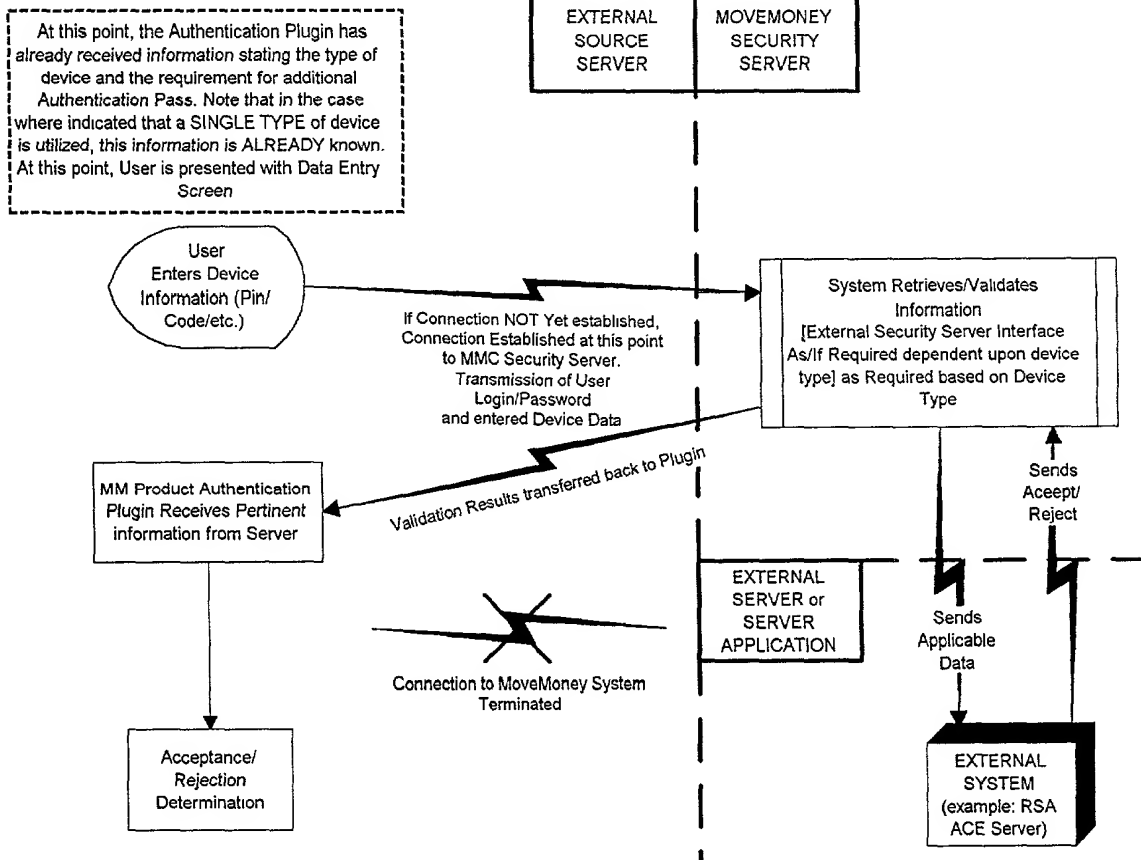 At this point, the Authentication Plugin has
already received information stating the type of
device and the requirement for additional
Authentication Pass. Note that in the case
where indicated that a SINGLE TYPE of device
is utilized, this information is ALREADY known.
At this point, User is presented with Data Entry
Screen
EXTERNAL
SOURCE
SERVER
MOVEMONEY
SECURITY
SERVER
User
Enters Device
Information (Pin/
Code/etc.)
If Connection NOT Yet established,
Connection Established at this point
to MMC Security Server.
Transmission of User
Login/Password
and entered Device Data
System Retrieves/Validates
Information
[External Security Server Interface
As/If Required dependent upon device
type] as Required based on Device
Type
Validation Results transferred back to Plugin
MM Product Authentication
Plugin Receives Pertinent
information from Server
Sends
Aceept/
Reject
EXTERNAL
SERVER or
SERVER
APPLICATION
Sends
Applicable
Data
Connection to MoveMoney System
Terminated
Acceptance/
Rejection
Determination
EXTERNAL
SYSTEM
(example: RSA
ACE Server)